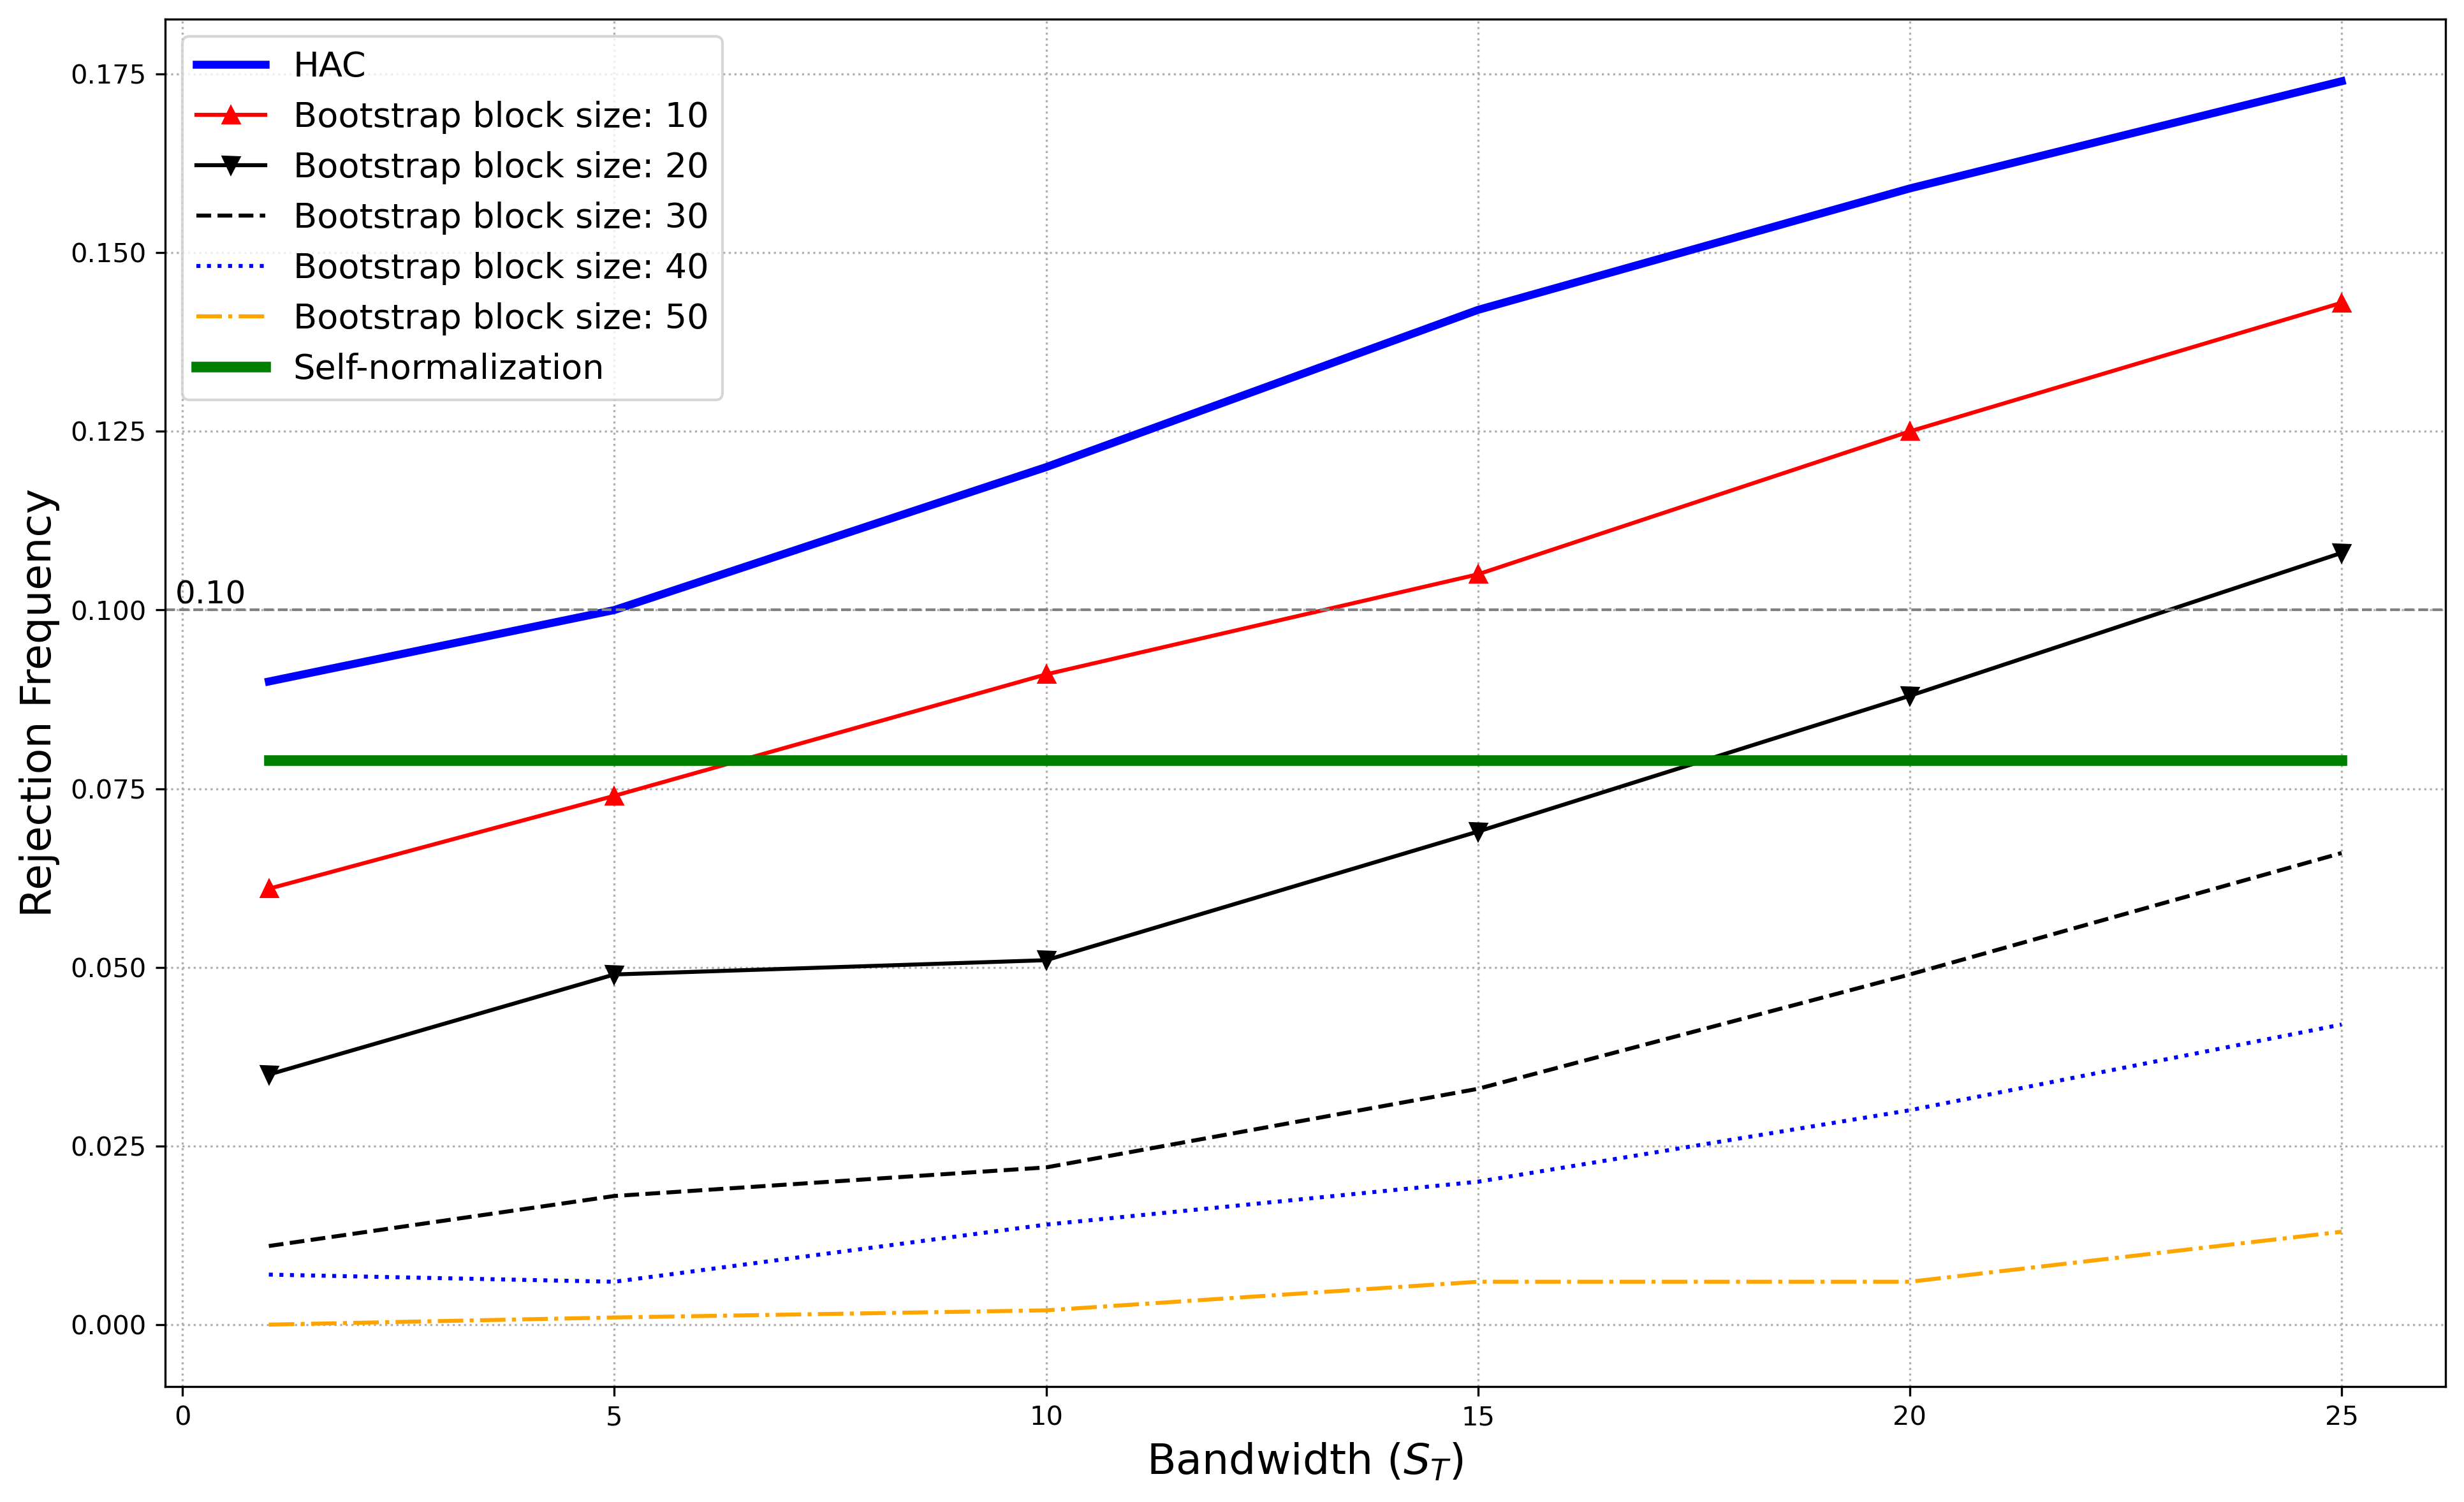 HAC
Bootstrap block size: 10
Bootstrap block size: 20
Bootstrap block size: 30
Bootstrap block size: 40
Bootstrap block size: 50
Self-normalization
0.175
0.150
0.125
0.100
0.075
0.050
0.025
0.000
0.10
Rejection Frequency
0 5 10 15 20 25
Bandwidth (S_T)